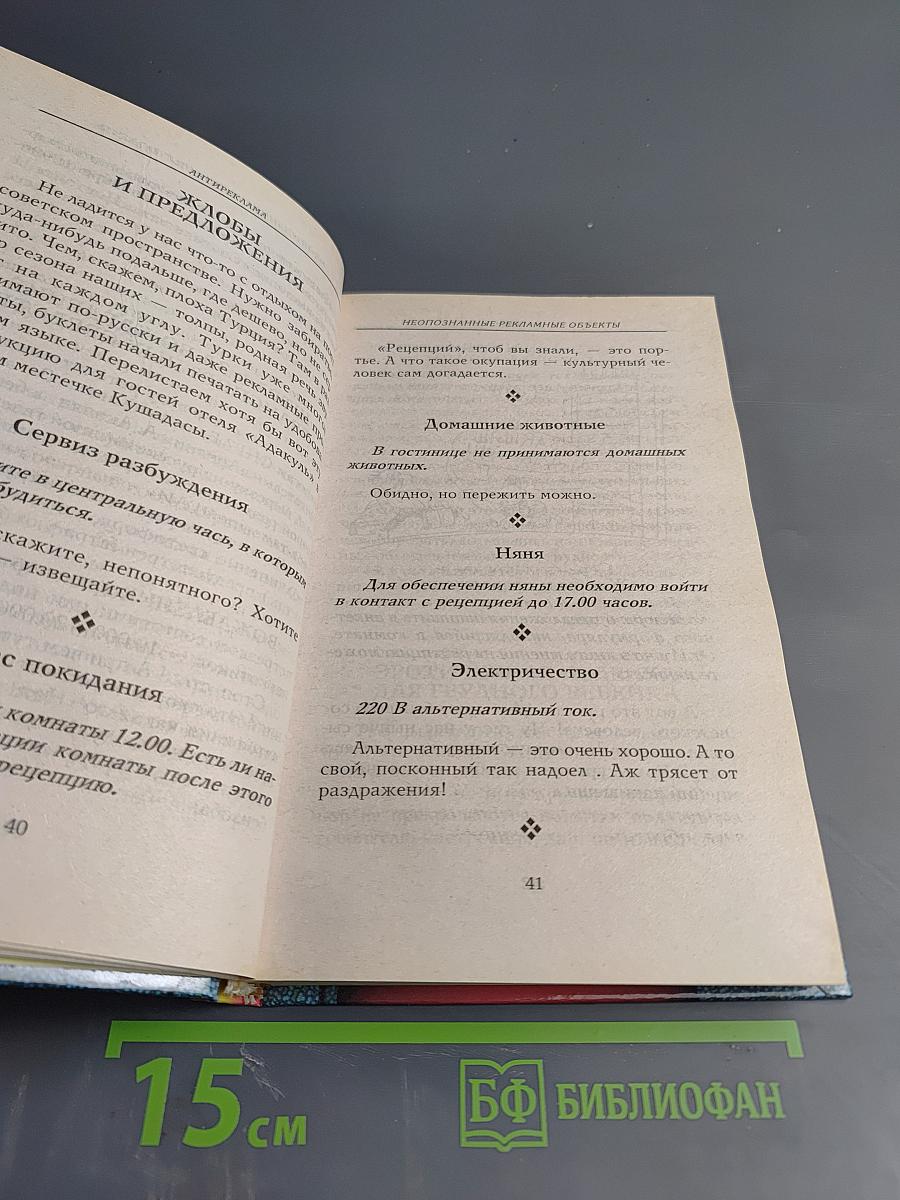 АНТИРЕКЛАМА
ЖЛОБЫ
И ПРЕДЛОЖЕНИЯ
Не ладится у нас что-то с отдыхом на
советском пространстве. Нужно
куда-нибудь подальше, где дешево, но не
Чем, скажем, плоха Турция? Там в
сезона наших — толпы, родная речь
на каждом углу. Турки уже
по-русски и даже рекламные
буклеты начали печатать на
языке. Перелистаем хотя бы вот
для гостей отеля «Адакуль»
местечке Кушадасы.
Сервиз разбуждения
в центральную час, в которы
будиться.
скажите, непонятного? Хотите
— извещайте.
покидания
комнаты 12.00. Есть ли на-
комнаты после этого
рецепцию.
40
НЕОПОЗНАННЫЕ РЕКЛАМНЫЕ ОБЪЕКТЫ
«Рецепций», чтоб вы знали, — это пор-
тье. А что такое окупация — культурный че-
ловек сам догадается.
Домашние животные
В гостинице не принимаются домашных
животных.
Обидно, но пережить можно.
Няня
Для обеспечении няны необходимо войти
в контакт с рецепцией до 17.00 часов.
Электричество
220 В альтернативный ток.
Альтернативный — это очень хорошо. А то
свой, посконный так надоел . Аж трясет от
раздражения!
41
15 см
БФ БИБЛИОФАН